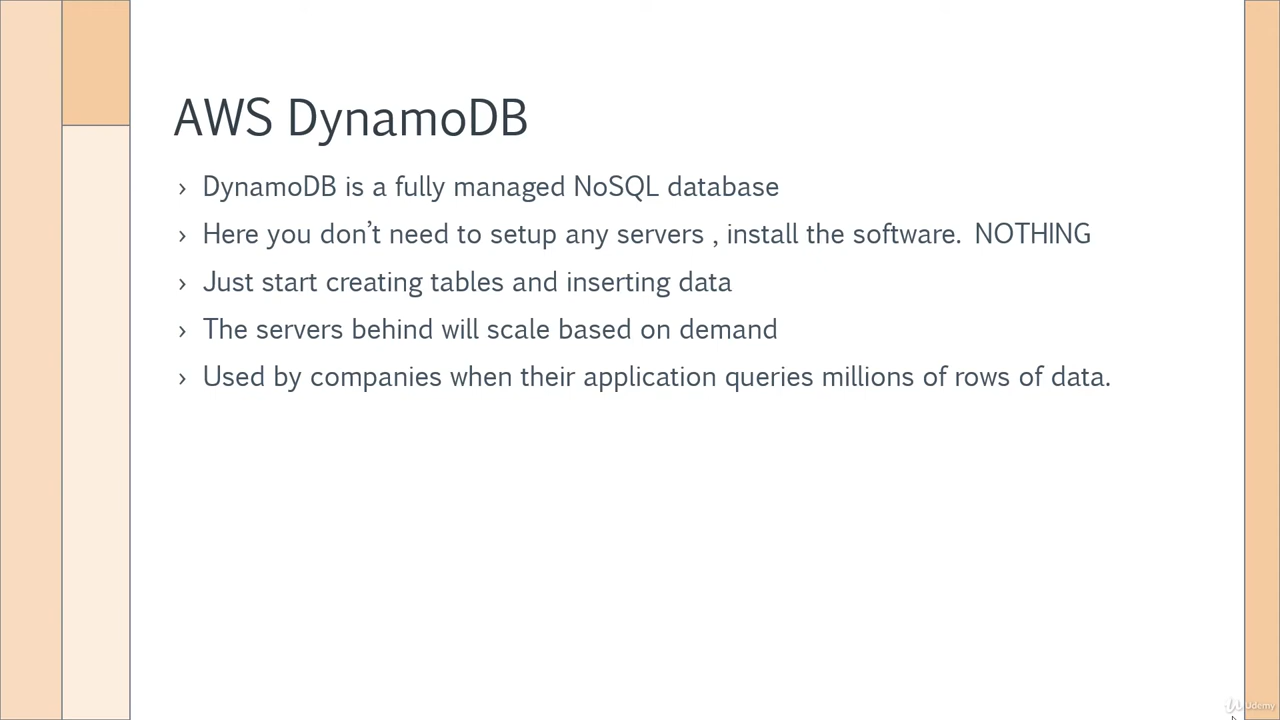 AWS DynamoDB
› DynamoDB is a fully managed NoSQL database
› Here you don’t need to setup any servers , install the software.  NOTHING
› Just start creating tables and inserting data
› The servers behind will scale based on demand
› Used by companies when their application queries millions of rows of data.
Udemy